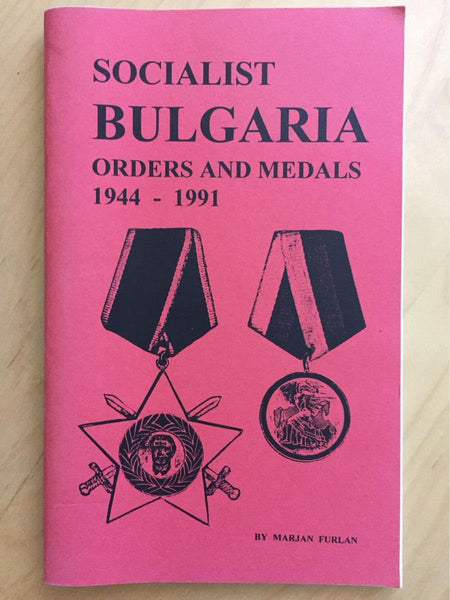 SOCIALIST
BULGARIA
ORDERS AND MEDALS
1944 - 1991
BY MARJAN FURLAN